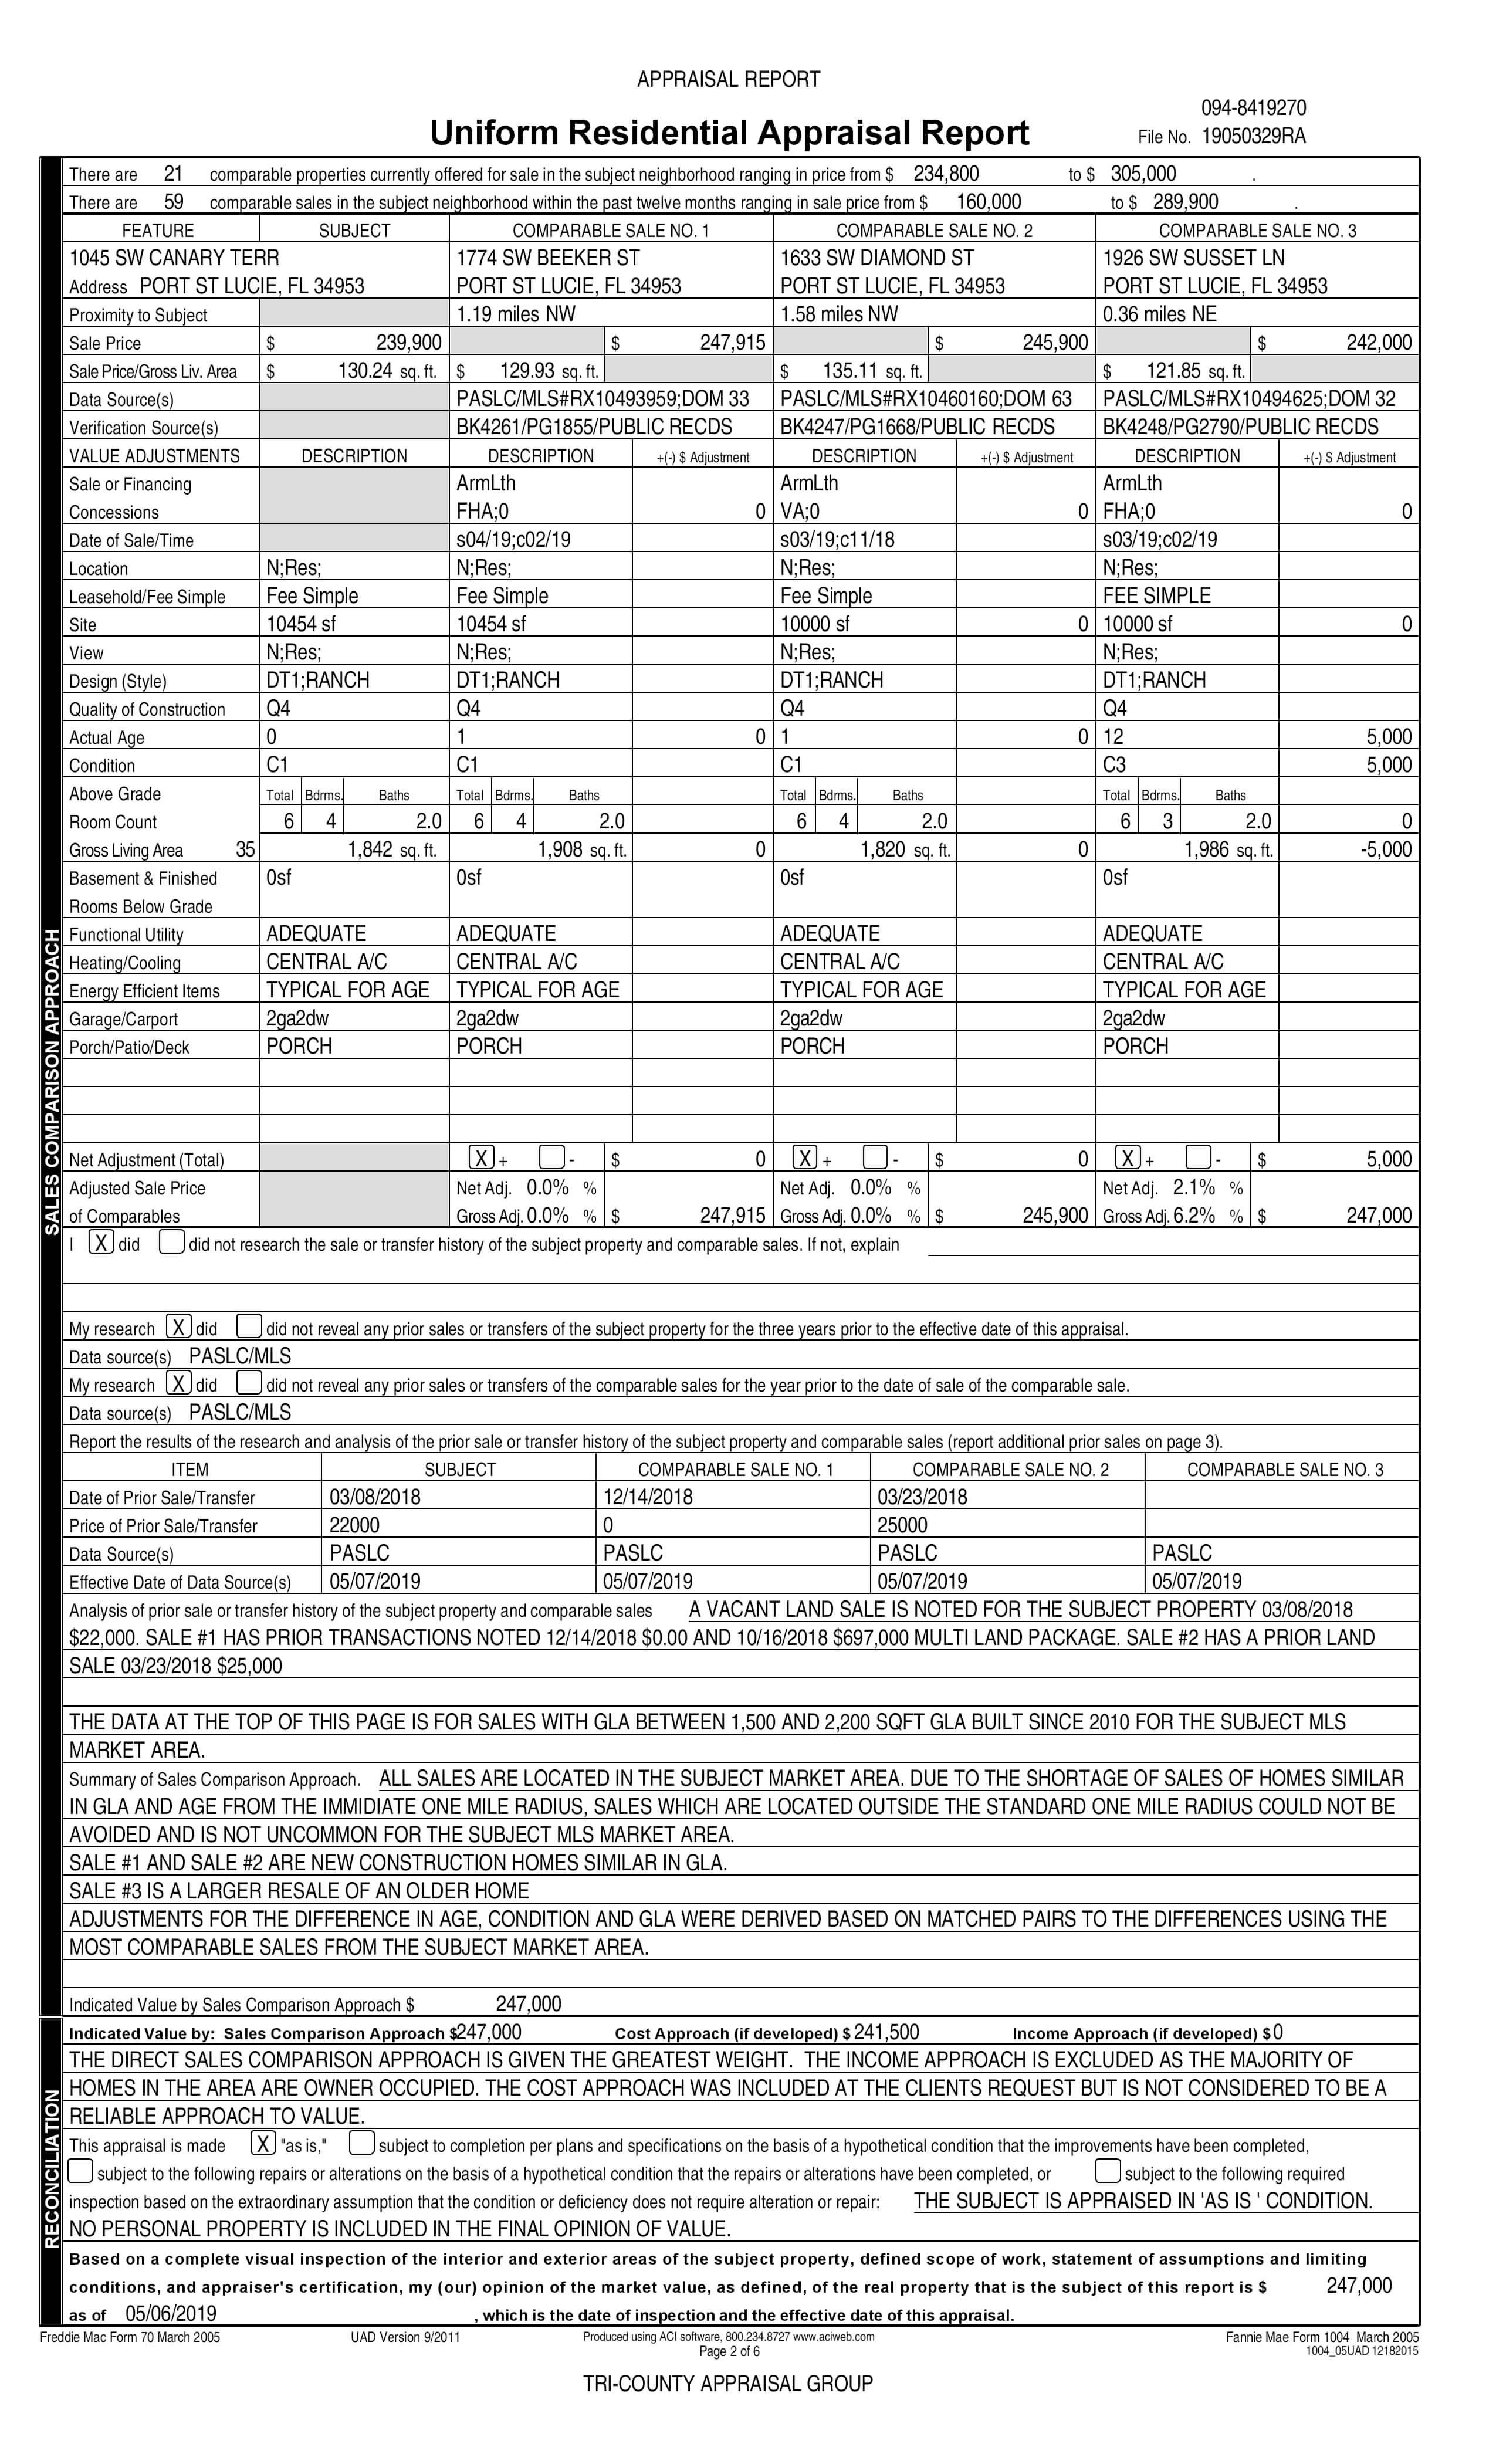 APPRAISAL REPORT
094-8419270
Uniform Residential Appraisal Report File No. 19050329RA
There are 21 comparable properties currently offered for sale in the subject neighborhood ranging in price from $ 234,800 to $ 305,000 .
There are 59 comparable sales in the subject neighborhood within the past twelve months ranging in sale price from $ 160,000 to $ 289,900 .
FEATURE SUBJECT COMPARABLE SALE NO. 1 COMPARABLE SALE NO. 2 COMPARABLE SALE NO. 3
1045 SW CANARY TERR 1774 SW BEEKER ST 1633 SW DIAMOND ST 1926 SW SUSSET LN
Address PORT ST LUCIE, FL 34953 PORT ST LUCIE, FL 34953 PORT ST LUCIE, FL 34953 PORT ST LUCIE, FL 34953
Proximity to Subject 1.19 miles NW 1.58 miles NW 0.36 miles NE
Sale Price $ 239,900 $ 247,915 $ 245,900 $ 242,000
Sale Price/Gross Liv. Area $ 130.24 sq. ft. $ 129.93 sq. ft. $ 135.11 sq. ft. $ 121.85 sq. ft.
Data Source(s) PASLC/MLS#RX10493959;DOM 33 PASLC/MLS#RX10460160;DOM 63 PASLC/MLS#RX10494625;DOM 32
Verification Source(s) BK4261/PG1855/PUBLIC RECDS BK4247/PG1668/PUBLIC RECDS BK4248/PG2790/PUBLIC RECDS
VALUE ADJUSTMENTS DESCRIPTION DESCRIPTION +(-) $ Adjustment DESCRIPTION +(-) $ Adjustment DESCRIPTION +(-) $ Adjustment
Sale or Financing ArmLth ArmLth ArmLth
Concessions FHA;0 0 VA;0 0 FHA;0 0
Date of Sale/Time s04/19;c02/19 s03/19;c11/18 s03/19;c02/19
Location N;Res; N;Res; N;Res; N;Res;
Leasehold/Fee Simple Fee Simple Fee Simple Fee Simple FEE SIMPLE
Site 10454 sf 10454 sf 10000 sf 0 10000 sf 0
View N;Res; N;Res; N;Res; N;Res;
Design (Style) DT1;RANCH DT1;RANCH DT1;RANCH DT1;RANCH
Quality of Construction Q4 Q4 Q4 Q4
Actual Age 0 1 0 1 0 12 5,000
Condition C1 C1 C1 C3 5,000
Above Grade Total Bdrms. Baths Total Bdrms. Baths Total Bdrms. Baths Total Bdrms. Baths
Room Count 6 4 2.0 6 4 2.0 6 4 2.0 6 3 2.0 0
Gross Living Area 35 1,842 sq. ft. 1,908 sq. ft. 0 1,820 sq. ft. 0 1,986 sq. ft. -5,000
Basement & Finished 0sf 0sf 0sf 0sf
Rooms Below Grade
Functional Utility ADEQUATE ADEQUATE ADEQUATE ADEQUATE
Heating/Cooling CENTRAL A/C CENTRAL A/C CENTRAL A/C CENTRAL A/C
Energy Efficient Items TYPICAL FOR AGE TYPICAL FOR AGE TYPICAL FOR AGE TYPICAL FOR AGE
Garage/Carport 2ga2dw 2ga2dw 2ga2dw 2ga2dw
Porch/Patio/Deck PORCH PORCH PORCH PORCH
Net Adjustment (Total) X + - $ 0 X + - $ 0 X + - $ 5,000
Adjusted Sale Price Net Adj. 0.0% % Net Adj. 0.0% % Net Adj. 2.1% %
of Comparables Gross Adj. 0.0% % $ 247,915 Gross Adj. 0.0% % $ 245,900 Gross Adj. 6.2% % $ 247,000
SALES COMPARISON APPROACH
I X did did not research the sale or transfer history of the subject property and comparable sales. If not, explain
My research X did did not reveal any prior sales or transfers of the subject property for the three years prior to the effective date of this appraisal.
Data source(s) PASLC/MLS
My research X did did not reveal any prior sales or transfers of the comparable sales for the year prior to the date of sale of the comparable sale.
Data source(s) PASLC/MLS
Report the results of the research and analysis of the prior sale or transfer history of the subject property and comparable sales (report additional prior sales on page 3).
ITEM SUBJECT COMPARABLE SALE NO. 1 COMPARABLE SALE NO. 2 COMPARABLE SALE NO. 3
Date of Prior Sale/Transfer 03/08/2018 12/14/2018 03/23/2018
Price of Prior Sale/Transfer 22000 0 25000
Data Source(s) PASLC PASLC PASLC PASLC
Effective Date of Data Source(s) 05/07/2019 05/07/2019 05/07/2019 05/07/2019
Analysis of prior sale or transfer history of the subject property and comparable sales A VACANT LAND SALE IS NOTED FOR THE SUBJECT PROPERTY 03/08/2018
$22,000. SALE #1 HAS PRIOR TRANSACTIONS NOTED 12/14/2018 $0.00 AND 10/16/2018 $697,000 MULTI LAND PACKAGE. SALE #2 HAS A PRIOR LAND
SALE 03/23/2018 $25,000
THE DATA AT THE TOP OF THIS PAGE IS FOR SALES WITH GLA BETWEEN 1,500 AND 2,200 SQFT GLA BUILT SINCE 2010 FOR THE SUBJECT MLS
MARKET AREA.
Summary of Sales Comparison Approach. ALL SALES ARE LOCATED IN THE SUBJECT MARKET AREA. DUE TO THE SHORTAGE OF SALES OF HOMES SIMILAR
IN GLA AND AGE FROM THE IMMIDIATE ONE MILE RADIUS, SALES WHICH ARE LOCATED OUTSIDE THE STANDARD ONE MILE RADIUS COULD NOT BE
AVOIDED AND IS NOT UNCOMMON FOR THE SUBJECT MLS MARKET AREA.
SALE #1 AND SALE #2 ARE NEW CONSTRUCTION HOMES SIMILAR IN GLA.
SALE #3 IS A LARGER RESALE OF AN OLDER HOME
ADJUSTMENTS FOR THE DIFFERENCE IN AGE, CONDITION AND GLA WERE DERIVED BASED ON MATCHED PAIRS TO THE DIFFERENCES USING THE
MOST COMPARABLE SALES FROM THE SUBJECT MARKET AREA.
Indicated Value by Sales Comparison Approach $ 247,000
Indicated Value by: Sales Comparison Approach $247,000 Cost Approach (if developed) $ 241,500 Income Approach (if developed) $ 0
THE DIRECT SALES COMPARISON APPROACH IS GIVEN THE GREATEST WEIGHT. THE INCOME APPROACH IS EXCLUDED AS THE MAJORITY OF
HOMES IN THE AREA ARE OWNER OCCUPIED. THE COST APPROACH WAS INCLUDED AT THE CLIENTS REQUEST BUT IS NOT CONSIDERED TO BE A
RELIABLE APPROACH TO VALUE.
This appraisal is made X "as is," subject to completion per plans and specifications on the basis of a hypothetical condition that the improvements have been completed,
subject to the following repairs or alterations on the basis of a hypothetical condition that the repairs or alterations have been completed, or subject to the following required
inspection based on the extraordinary assumption that the condition or deficiency does not require alteration or repair: THE SUBJECT IS APPRAISED IN 'AS IS ' CONDITION.
NO PERSONAL PROPERTY IS INCLUDED IN THE FINAL OPINION OF VALUE.
Based on a complete visual inspection of the interior and exterior areas of the subject property, defined scope of work, statement of assumptions and limiting
conditions, and appraiser's certification, my (our) opinion of the market value, as defined, of the real property that is the subject of this report is $ 247,000
as of 05/06/2019 , which is the date of inspection and the effective date of this appraisal.
RECONCILIATION
Freddie Mac Form 70 March 2005 UAD Version 9/2011 Produced using ACI software, 800.234.8727 www.aciweb.com Fannie Mae Form 1004 March 2005
Page 2 of 6 1004_05UAD 12182015
TRI-COUNTY APPRAISAL GROUP